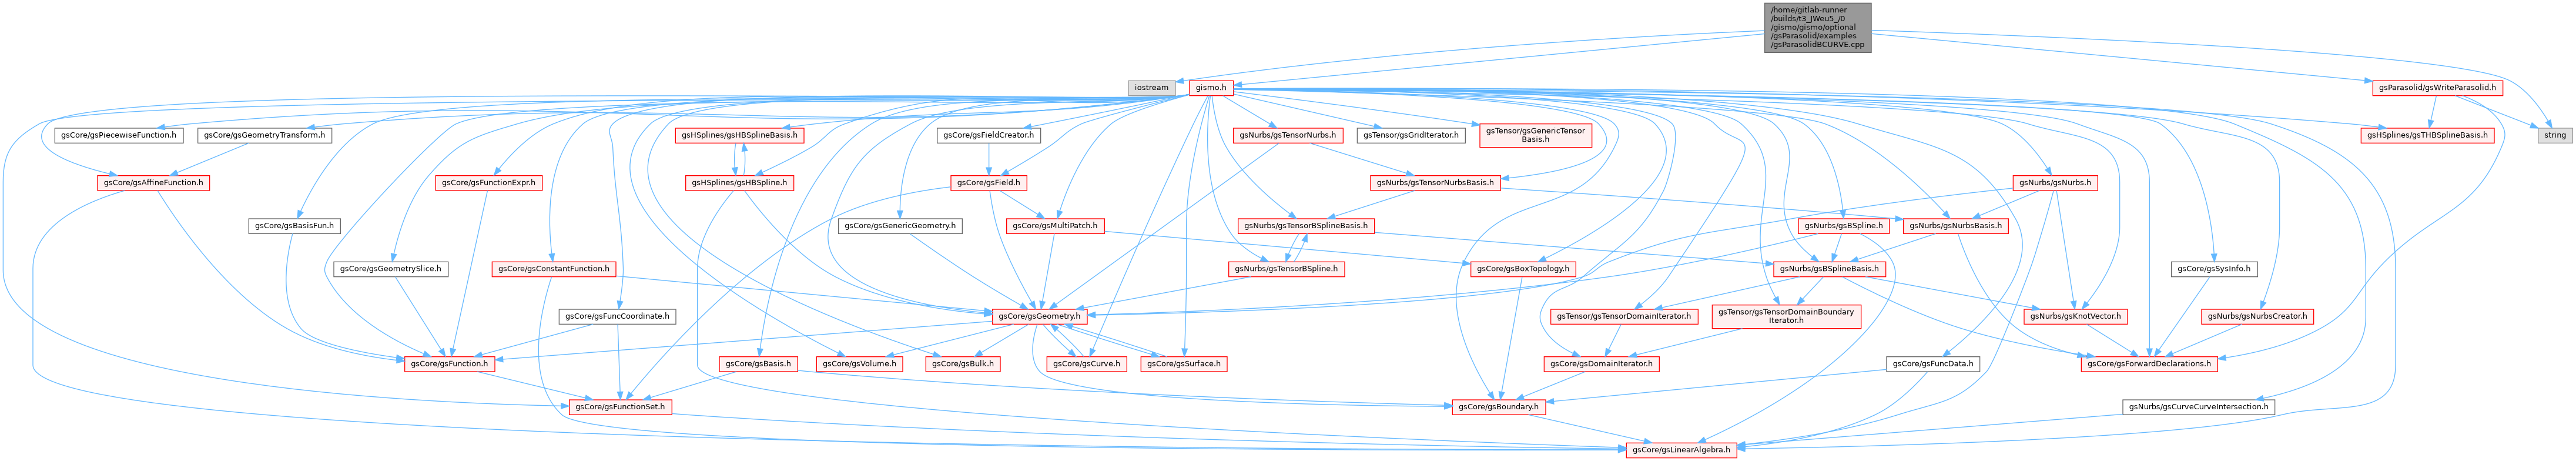 /home/gitlab-runner
/builds/t3_JWeu5_/0
/gismo/gismo/optional
/gsParasolid/examples
/gsParasolidBCURVE.cpp
iostream
gismo.h
gsParasolid/gsWriteParasolid.h
gsCore/gsPiecewiseFunction.h
gsCore/gsGeometryTransform.h
gsHSplines/gsHBSplineBasis.h
gsCore/gsFieldCreator.h
gsNurbs/gsTensorNurbs.h
gsTensor/gsGridIterator.h
gsTensor/gsGenericTensor
Basis.h
gsHSplines/gsTHBSplineBasis.h
string
gsCore/gsAffineFunction.h
gsCore/gsFunctionExpr.h
gsHSplines/gsHBSpline.h
gsCore/gsField.h
gsNurbs/gsTensorNurbsBasis.h
gsNurbs/gsNurbs.h
gsCore/gsBasisFun.h
gsCore/gsGenericGeometry.h
gsCore/gsMultiPatch.h
gsNurbs/gsTensorBSplineBasis.h
gsNurbs/gsBSpline.h
gsNurbs/gsNurbsBasis.h
gsCore/gsGeometrySlice.h
gsCore/gsConstantFunction.h
gsNurbs/gsTensorBSpline.h
gsCore/gsBoxTopology.h
gsNurbs/gsBSplineBasis.h
gsCore/gsSysInfo.h
gsCore/gsFuncCoordinate.h
gsCore/gsGeometry.h
gsTensor/gsTensorDomainIterator.h
gsTensor/gsTensorDomainBoundary
Iterator.h
gsNurbs/gsKnotVector.h
gsNurbs/gsNurbsCreator.h
gsCore/gsFunction.h
gsCore/gsBasis.h
gsCore/gsVolume.h
gsCore/gsBulk.h
gsCore/gsCurve.h
gsCore/gsSurface.h
gsCore/gsDomainIterator.h
gsCore/gsFuncData.h
gsCore/gsForwardDeclarations.h
gsCore/gsFunctionSet.h
gsCore/gsBoundary.h
gsNurbs/gsCurveCurveIntersection.h
gsCore/gsLinearAlgebra.h